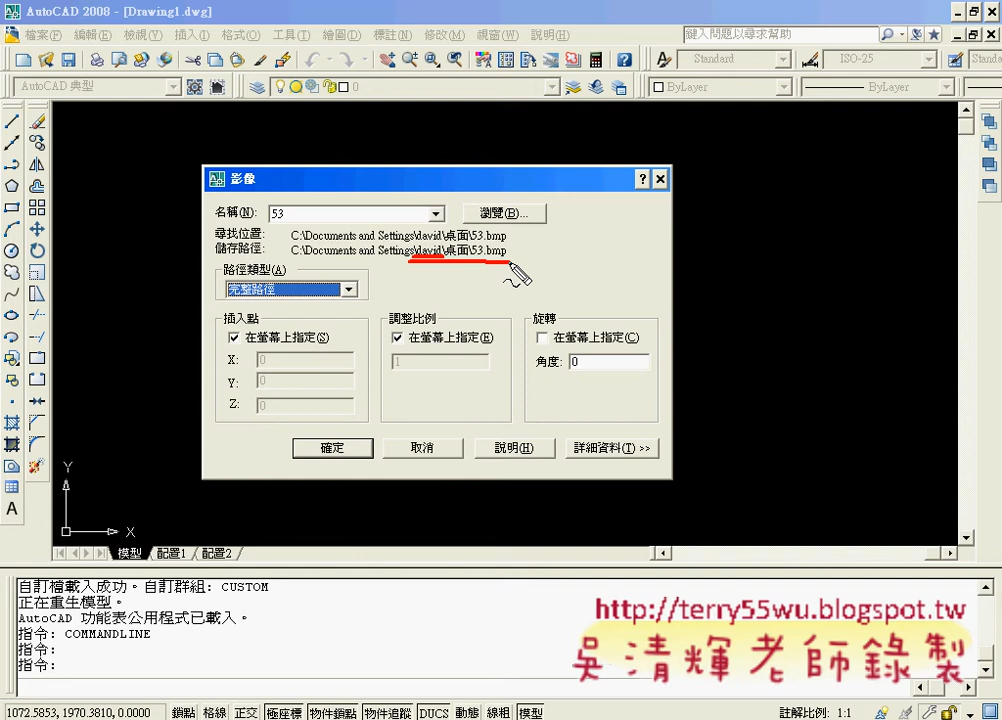 AutoCAD 2008 - [Drawing1.dwg]
檔案(F) 編輯(E) 檢視(V) 插入(I) 格式(O) 工具(T) 繪圖(D) 標註(N) 修改(M) 視窗(W) 說明(H) 鍵入問題以尋求幫助
Standard ISO-25 Standa
AutoCAD 典型 0 ByLayer ByLayer
影像
名稱(N): 53 瀏覽(B)...
尋找位置: C:\Documents and Settings\david\桌面\53.bmp
儲存路徑: C:\Documents and Settings\david\桌面\53.bmp
路徑類型(A)
完整路徑
插入點 調整比例 旋轉
在螢幕上指定(S) 在螢幕上指定(E) 在螢幕上指定(C)
X: 0 1 角度: 0
Y: 0
Z: 0
確定 取消 說明(H) 詳細資料(T) >>
Y
X
模型 配置1 配置2
自訂檔載入成功。自訂群組: CUSTOM
正在重生模型。
AutoCAD 功能表公用程式已載入。
指令: COMMANDLINE
指令:
指令:
http://terry55wu.blogspot.tw
吳清輝老師錄製
1072.5853, 1970.3810, 0.0000 鎖點 格線 正交 極座標 物件鎖點 物件追蹤 DUCS 動態 線粗 模型 註解比例: 1:1
A